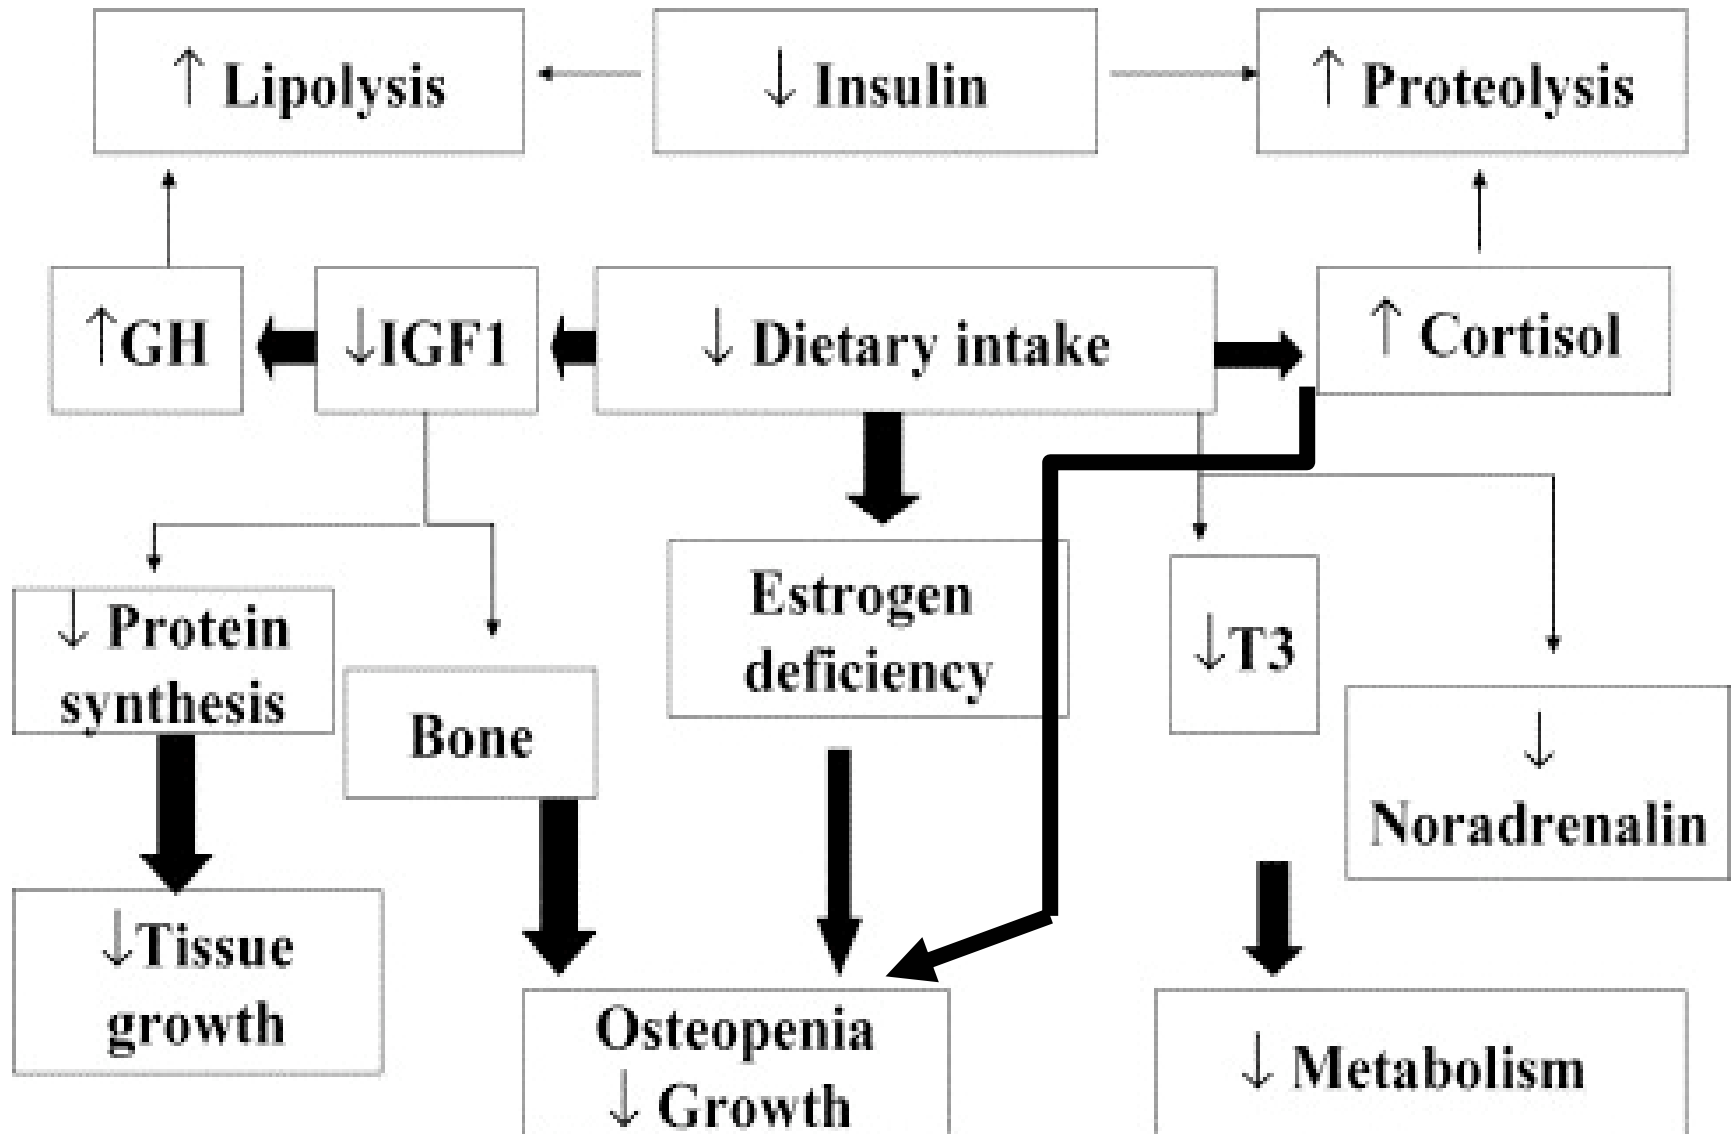 ↑ Lipolysis
↓ Insulin
↑ Proteolysis
↑GH
↓IGF1
↓ Dietary intake
↑ Cortisol
Estrogen
deficiency
↓ Protein
synthesis
↓T3
Bone
↓
Noradrenalin
↓Tissue
growth
Osteopenia
↓ Growth
↓ Metabolism